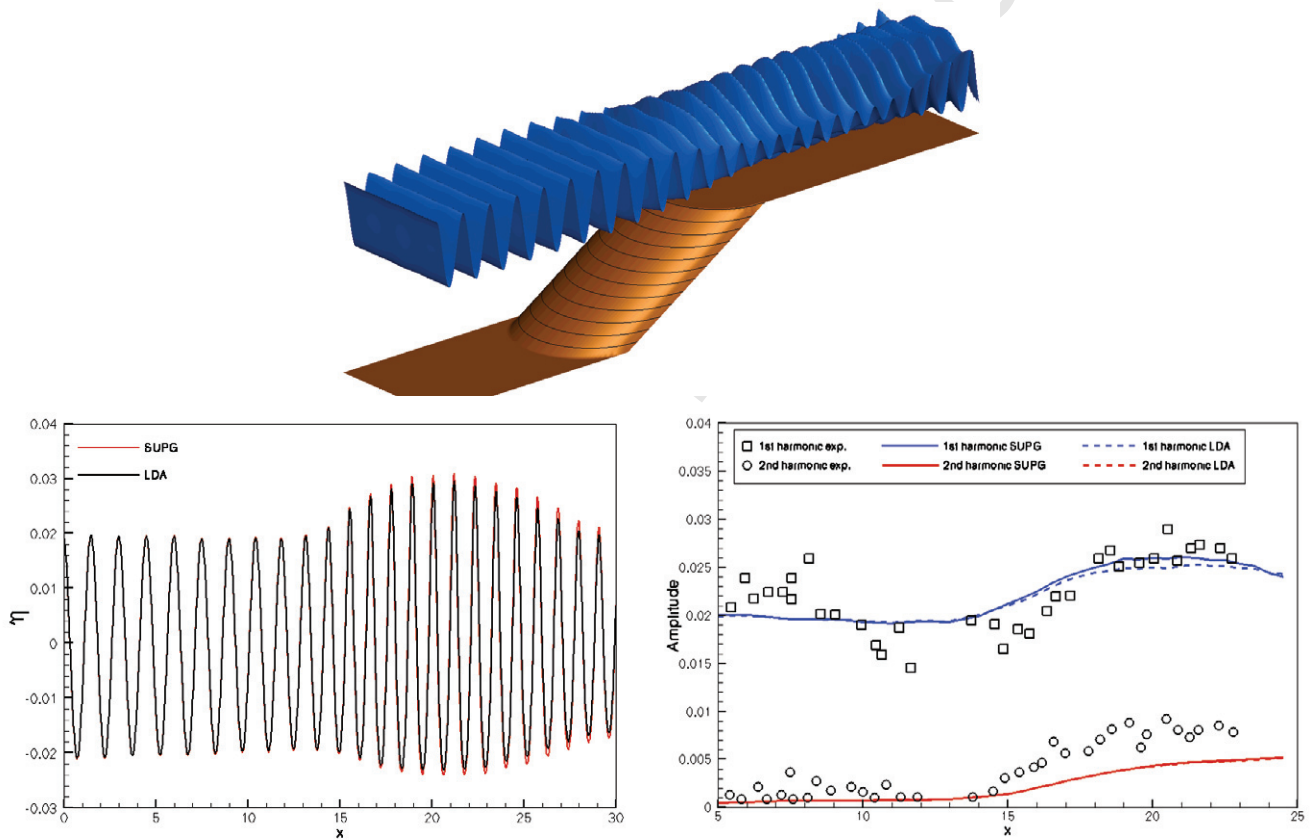 0.04
SUPG
LDA
0.03
0.02
0.01
η
0
-0.01
-0.02
-0.03
0 5 10 15 20 25 30
x
0.04
1st harmonic exp. 1st harmonic SUPG 1st harmonic LDA
2nd harmonic exp. 2nd harmonic SUPG 2nd harmonic LDA
0.035
0.03
0.025
Amplitude
0.02
0.015
0.01
0.005
0
5 10 15 20 25
x